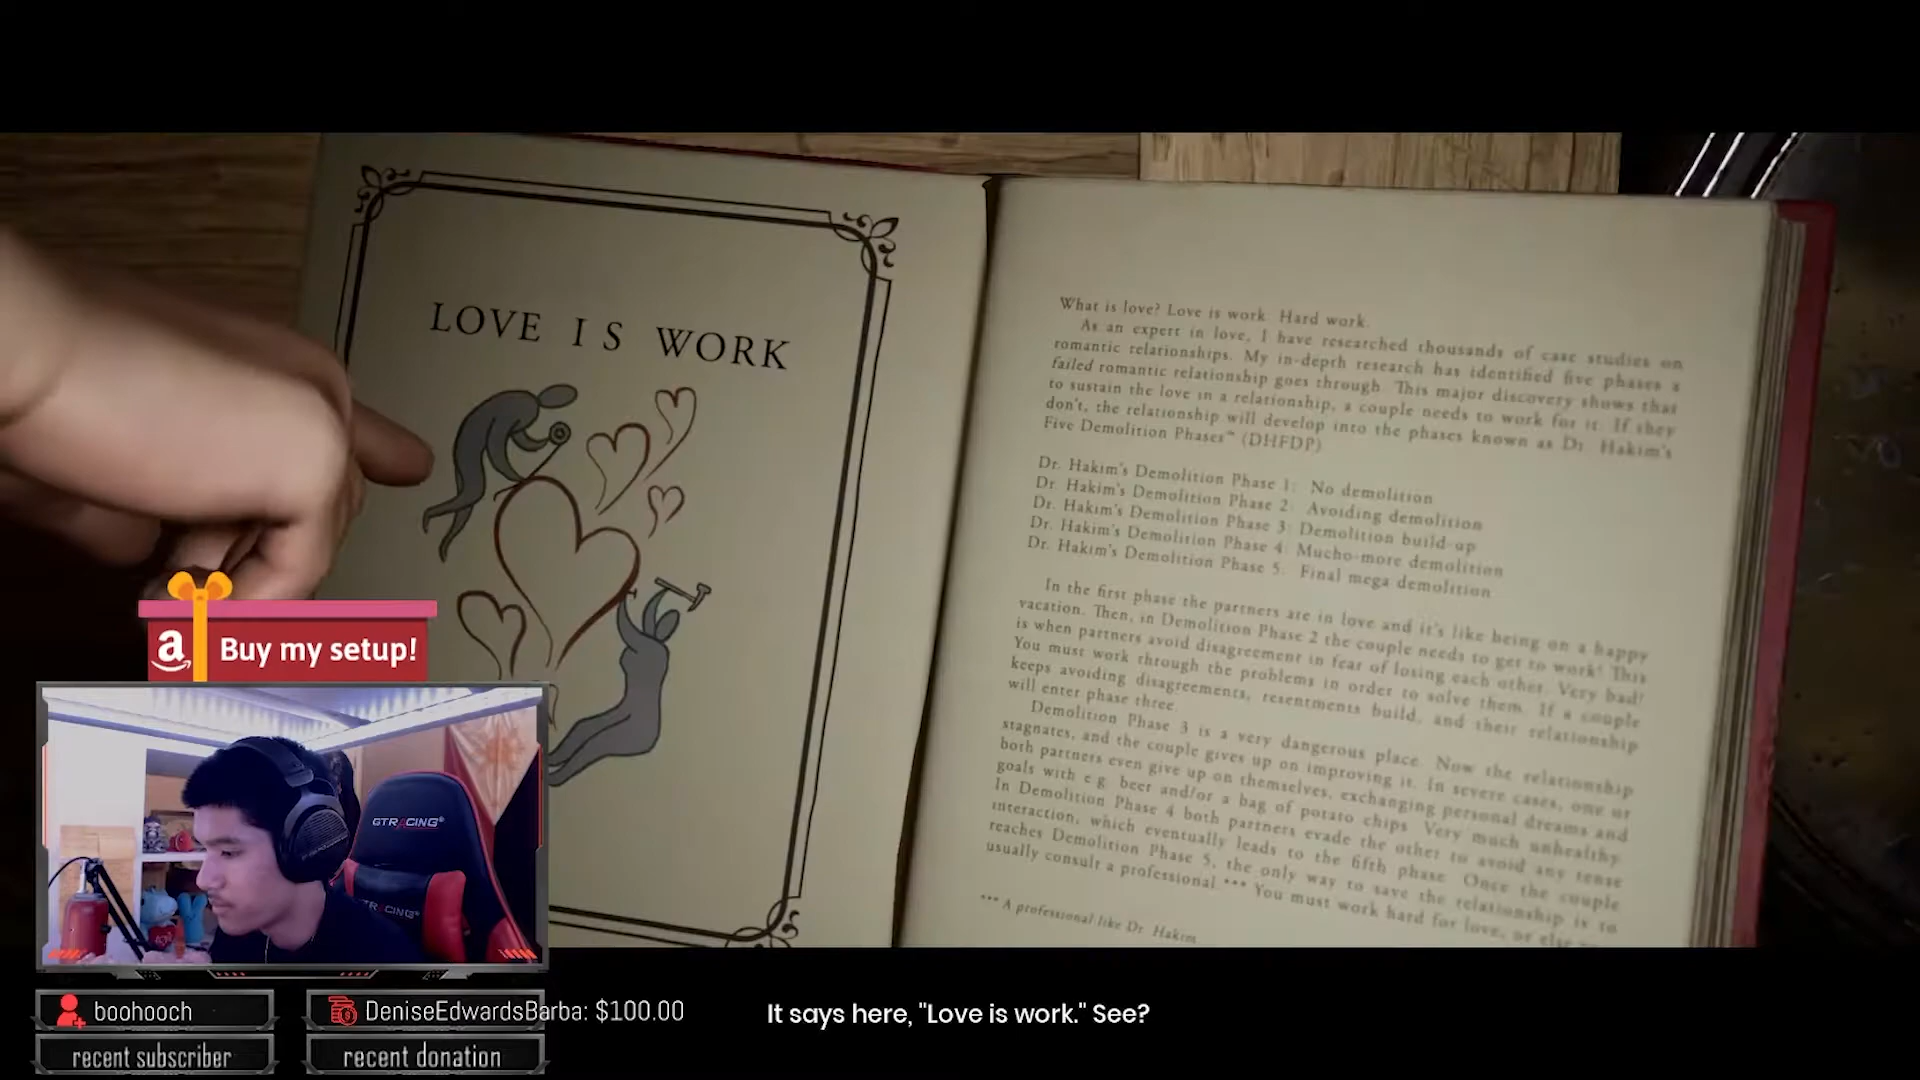 LOVE IS WORK
What is love? Love is work. Hard work.
As an expert in love, I have researched thousands of case studies on
romantic relationships. My in-depth research has identified five phases a
failed romantic relationship goes through. This major discovery shows that
to sustain the love in a relationship, a couple needs to work for it. If they
don't, the relationship will develop into the phases known as Dr. Hakim's
Five Demolition Phases™ (DHFDP)
Dr. Hakim's Demolition Phase 1: No demolition
Dr. Hakim's Demolition Phase 2: Avoiding demolition
Dr. Hakim's Demolition Phase 3: Demolition build-up
Dr. Hakim's Demolition Phase 4: Mucho-more demolition
Dr. Hakim's Demolition Phase 5: Final mega demolition
In the first phase the partners are in love and it's like being on a happy
vacation. Then, in Demolition Phase 2 the couple needs to get to work! This
is when partners avoid disagreement in fear of losing each other. Very bad!
You must work through the problems in order to solve them. If a couple
keeps avoiding disagreements, resentments build, and their relationship
will enter phase three.
Demolition Phase 3 is a very dangerous place. Now the relationship
stagnates, and the couple gives up on improving it. In severe cases, one or
both partners even give up on themselves, exchanging personal dreams and
goals with e.g. beer and/or a bag of potato chips. Very much unhealthy.
In Demolition Phase 4 both partners evade the other to avoid any tense
interaction, which eventually leads to the fifth phase. Once the couple
reaches Demolition Phase 5, the only way to save the relationship is to
usually consult a professional.*** You must work hard for love, or else
*** A professional like Dr. Hakim
a Buy my setup!
GTRACING
GTRACING
boohooch
recent subscriber
DeniseEdwardsBarba: $100.00
recent donation
It says here, "Love is work." See?